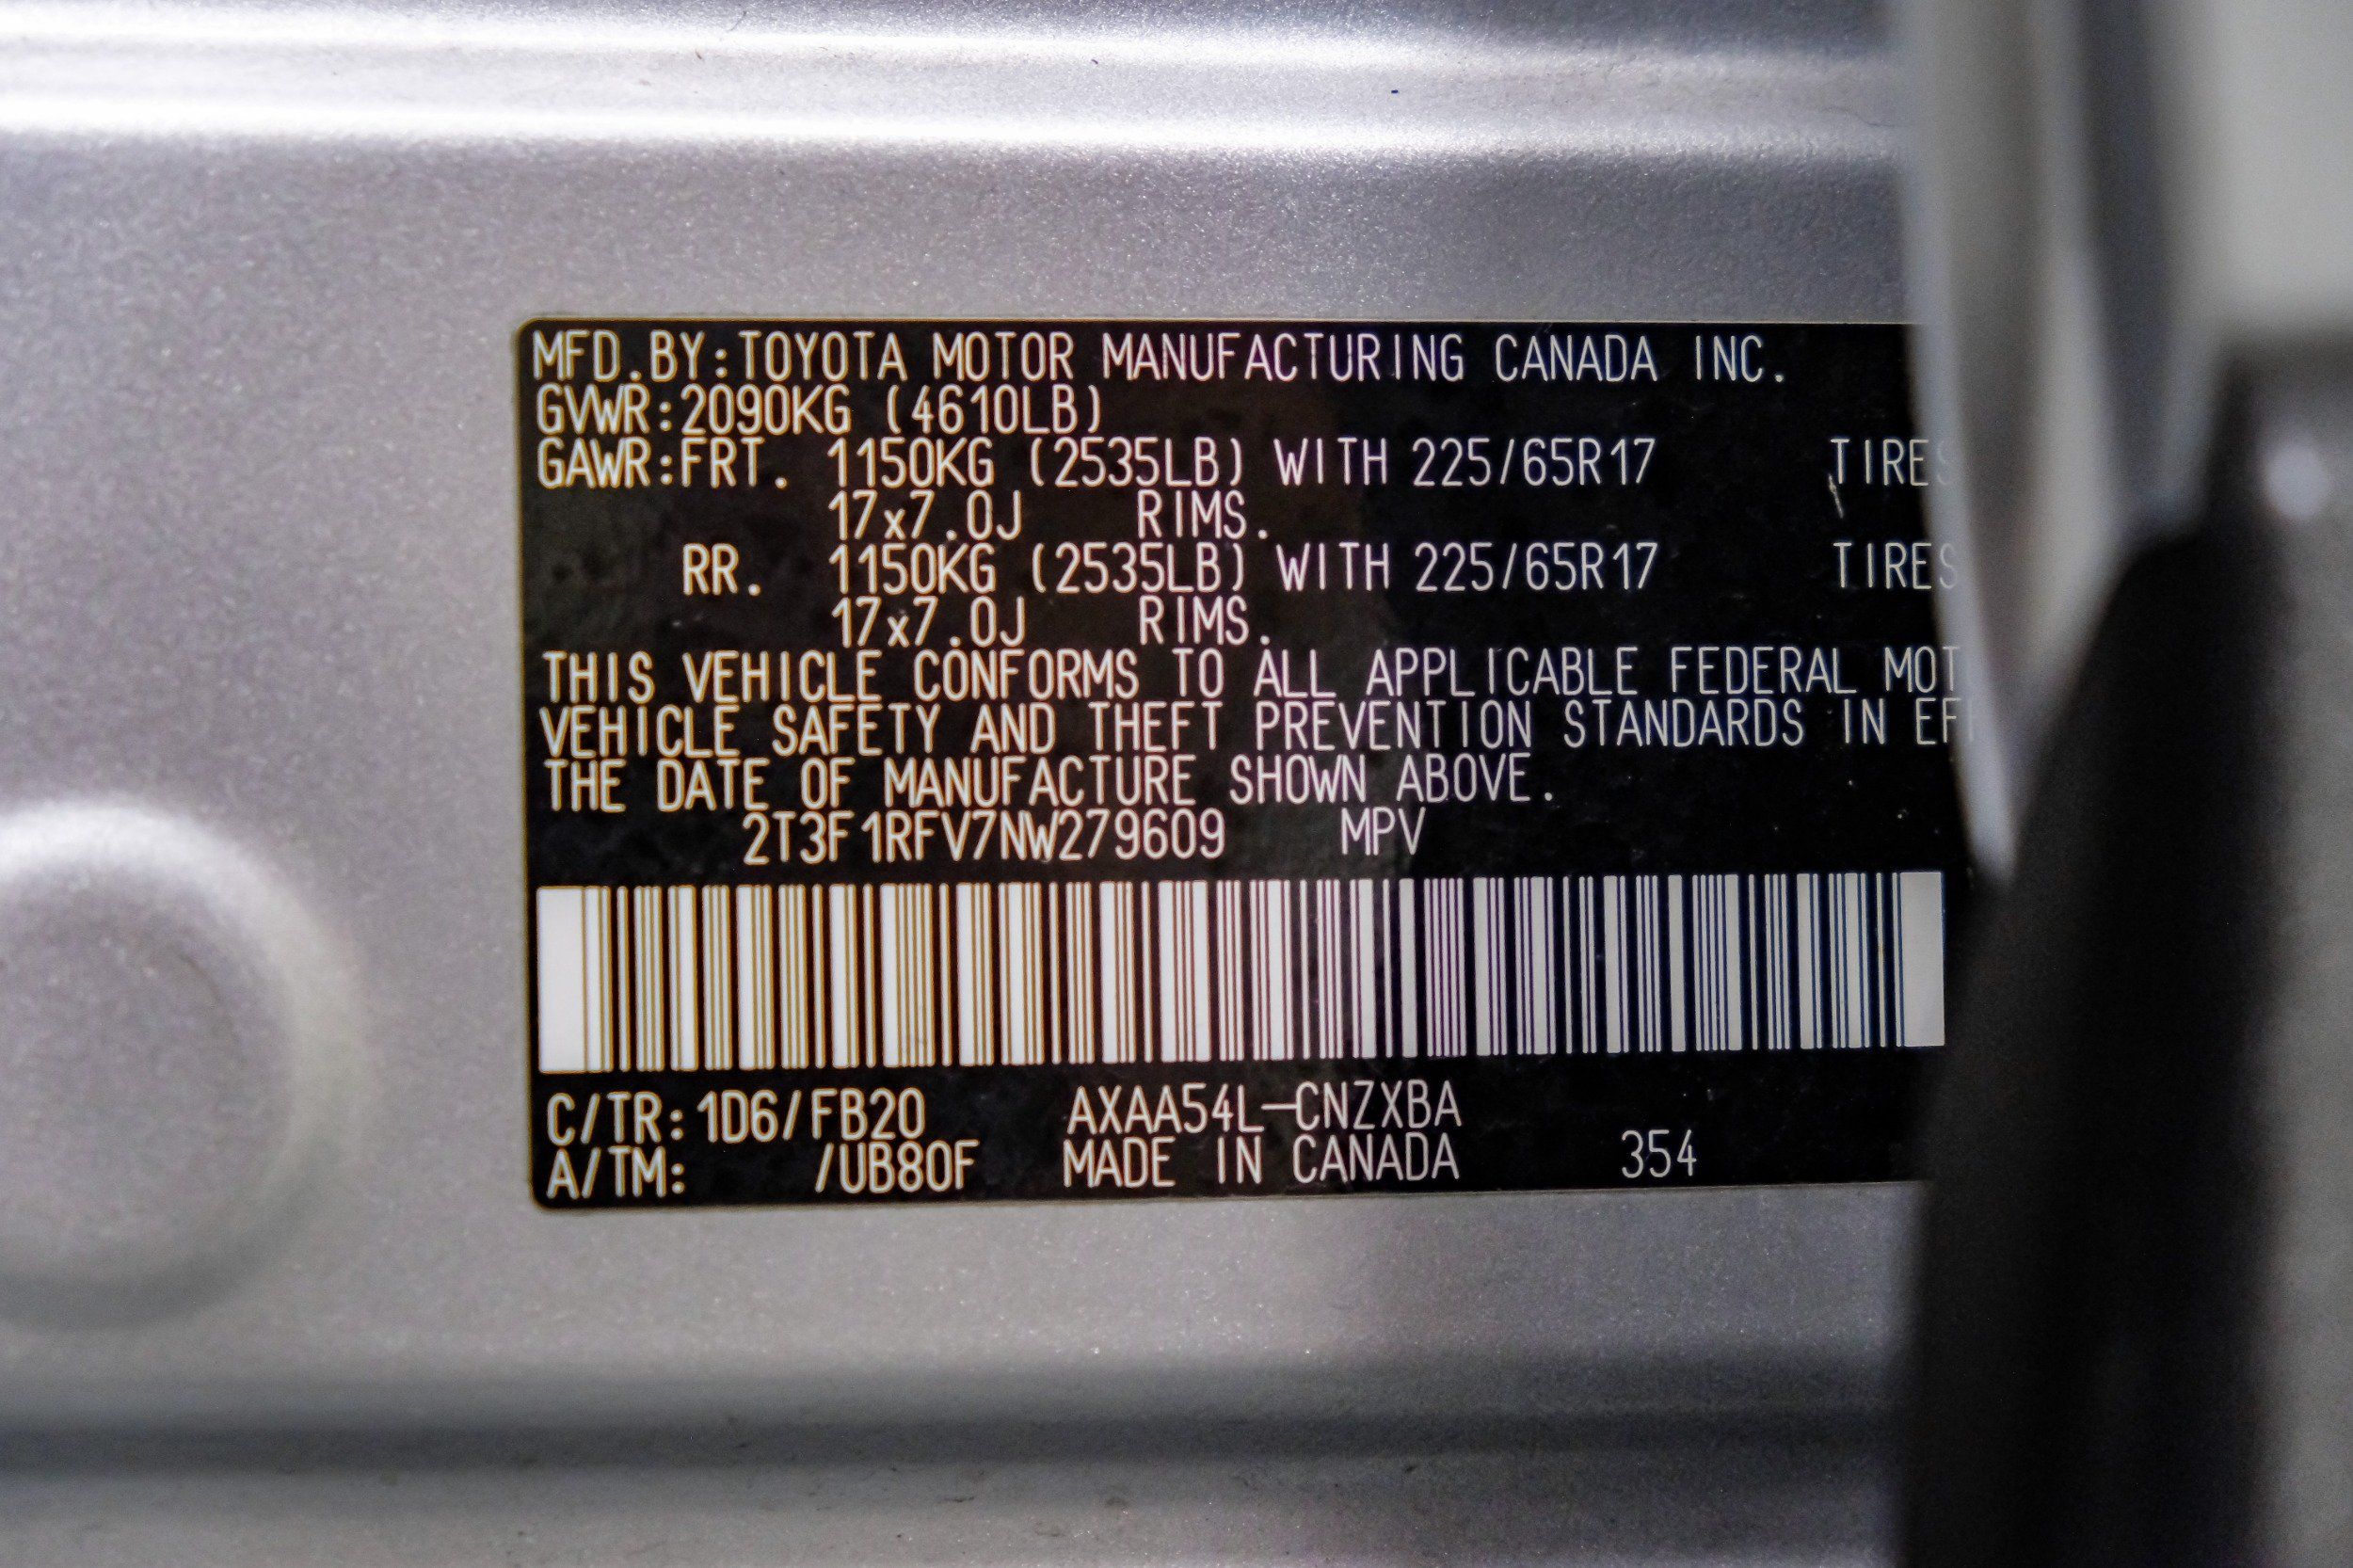 MFD.BY:TOYOTA MOTOR MANUFACTURING CANADA INC.
GVWR:2090KG (4610LB)
GAWR:FRT. 1150KG (2535LB) WITH 225/65R17 TIRES
17x7.0J RIMS.
RR. 1150KG (2535LB) WITH 225/65R17 TIRES
17x7.0J RIMS.
THIS VEHICLE CONFORMS TO ALL APPLICABLE FEDERAL MOT
VEHICLE SAFETY AND THEFT PREVENTION STANDARDS IN EF
THE DATE OF MANUFACTURE SHOWN ABOVE.
2T3F1RFV7NW279609 MPV
C/TR:1D6/FB20 AXAA54L-CNZXBA
A/TM: /UB80F MADE IN CANADA 354